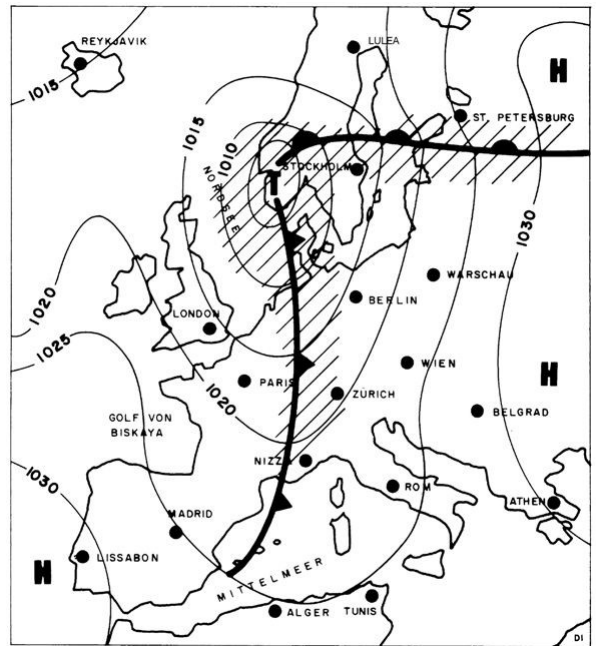 REYKJAVIK
LULEA
H
1015
ST. PETERSBURG
1015
1010
STOCKHOLM
T
NORDSEE
1030
WARSCHAU
BERLIN
1020
LONDON
1025
PARIS
WIEN
ZÜRICH
H
1020
BELGRAD
GOLF VON
BISKAYA
NIZZA
1030
ROM
ATHEN
MADRID
LISSABON
H
MITTELMEER
ALGER
TUNIS
DI